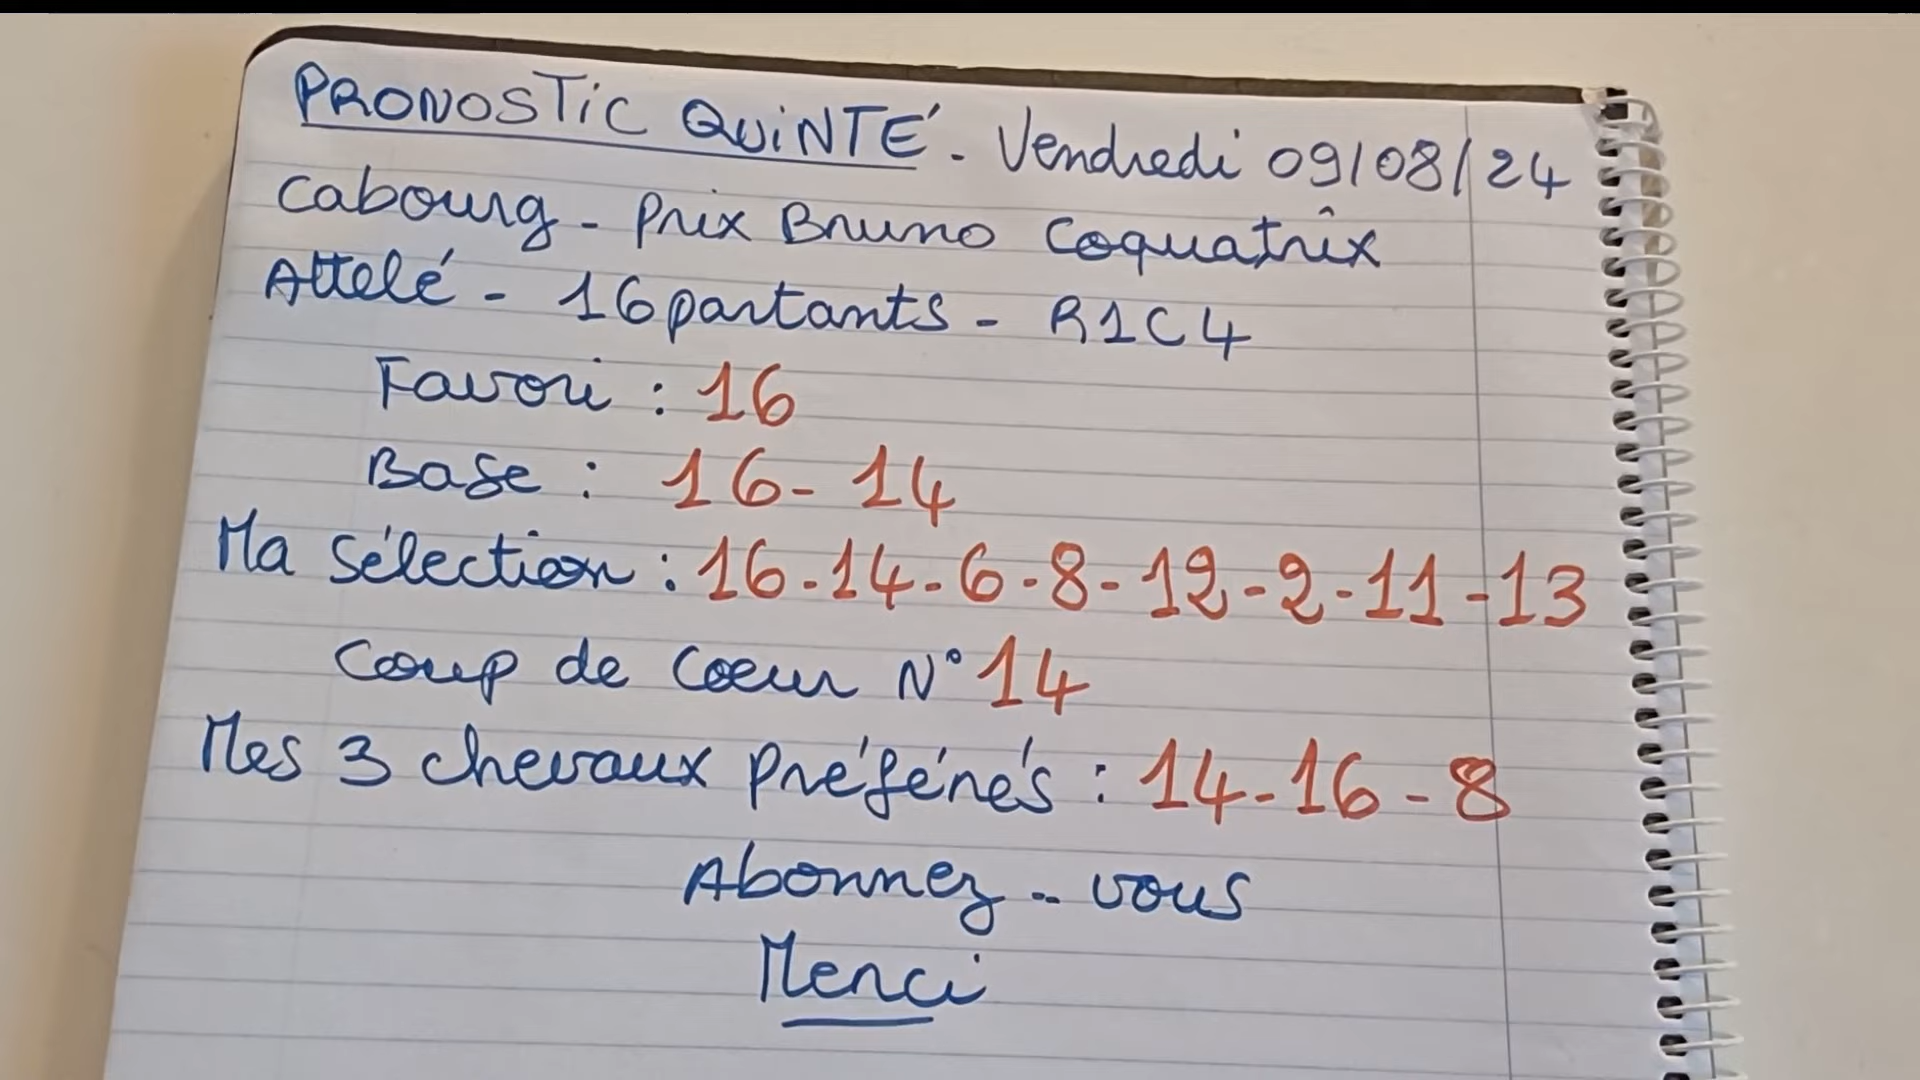 PRONOSTIC QUINTÉ - Vendredi 09/08/24
Cabourg - Prix Bruno Coquatrîx
Attelé - 16 partants - R1C4
Favori : 16
Base : 16 - 14
Ma sélection : 16 - 14 - 6 - 8 - 12 - 2 - 11 - 13
Coup de coeur N° 14
Mes 3 chevaux préférés : 14 - 16 - 8
Abonnez - vous
Merci